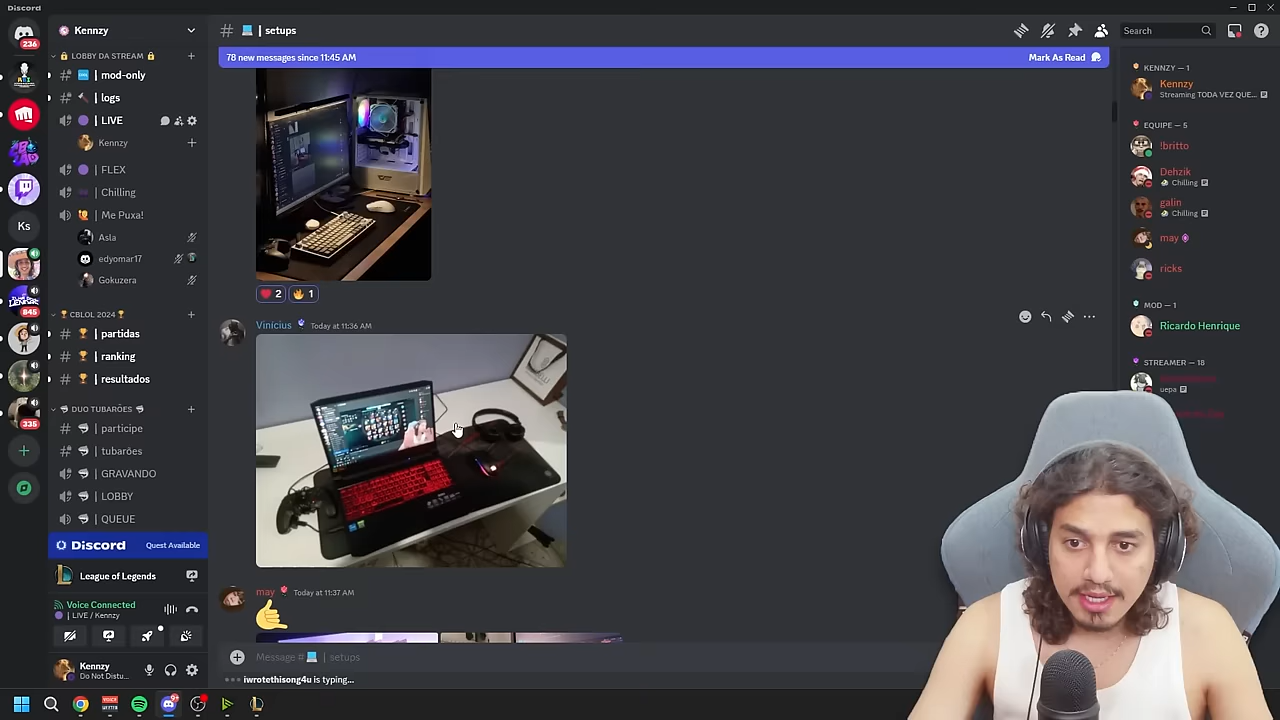 Discord
Kennzy
# | setups
Search
78 new messages since 11:45 AM
Mark As Read
LOBBY DA STREAM
| mod-only
| logs
| LIVE
Kennzy
| FLEX
| Chilling
| Me Puxa!
Asla
edyomar17
Gokuzera
CBLOL 2024
| partidas
| ranking
| resultados
DUO TUBARÕES
| participe
| tubarões
| GRAVANDO
| LOBBY
| QUEUE
Discord
Quest Available
League of Legends
Voice Connected
| LIVE / Kennzy
Kennzy
Do Not Distu...
236
Ks
845
335
2
1
Vinícius Today at 11:36 AM
may Today at 11:37 AM
Message # | setups
iwrotethisong4u is typing...
KENNZY — 1
Kennzy
Streaming TODA VEZ QUE...
EQUIPE — 5
!britto
Dehzik
Chilling
galin
Chilling
may
ricks
MOD — 1
Ricardo Henrique
STREAMER — 18
uepa